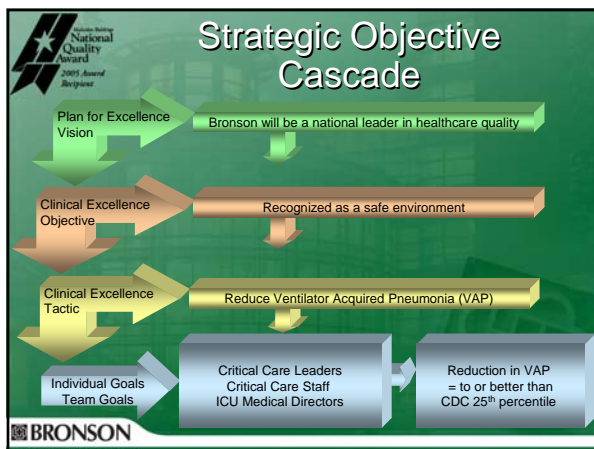 Malcolm Baldrige
National
Quality
Award
2005 Award
Recipient
Strategic Objective
Cascade
Plan for Excellence
Vision
Bronson will be a national leader in healthcare quality
Clinical Excellence
Objective
Recognized as a safe environment
Clinical Excellence
Tactic
Reduce Ventilator Acquired Pneumonia (VAP)
Individual Goals
Team Goals
Critical Care Leaders
Critical Care Staff
ICU Medical Directors
Reduction in VAP
= to or better than
CDC 25th percentile
BRONSON